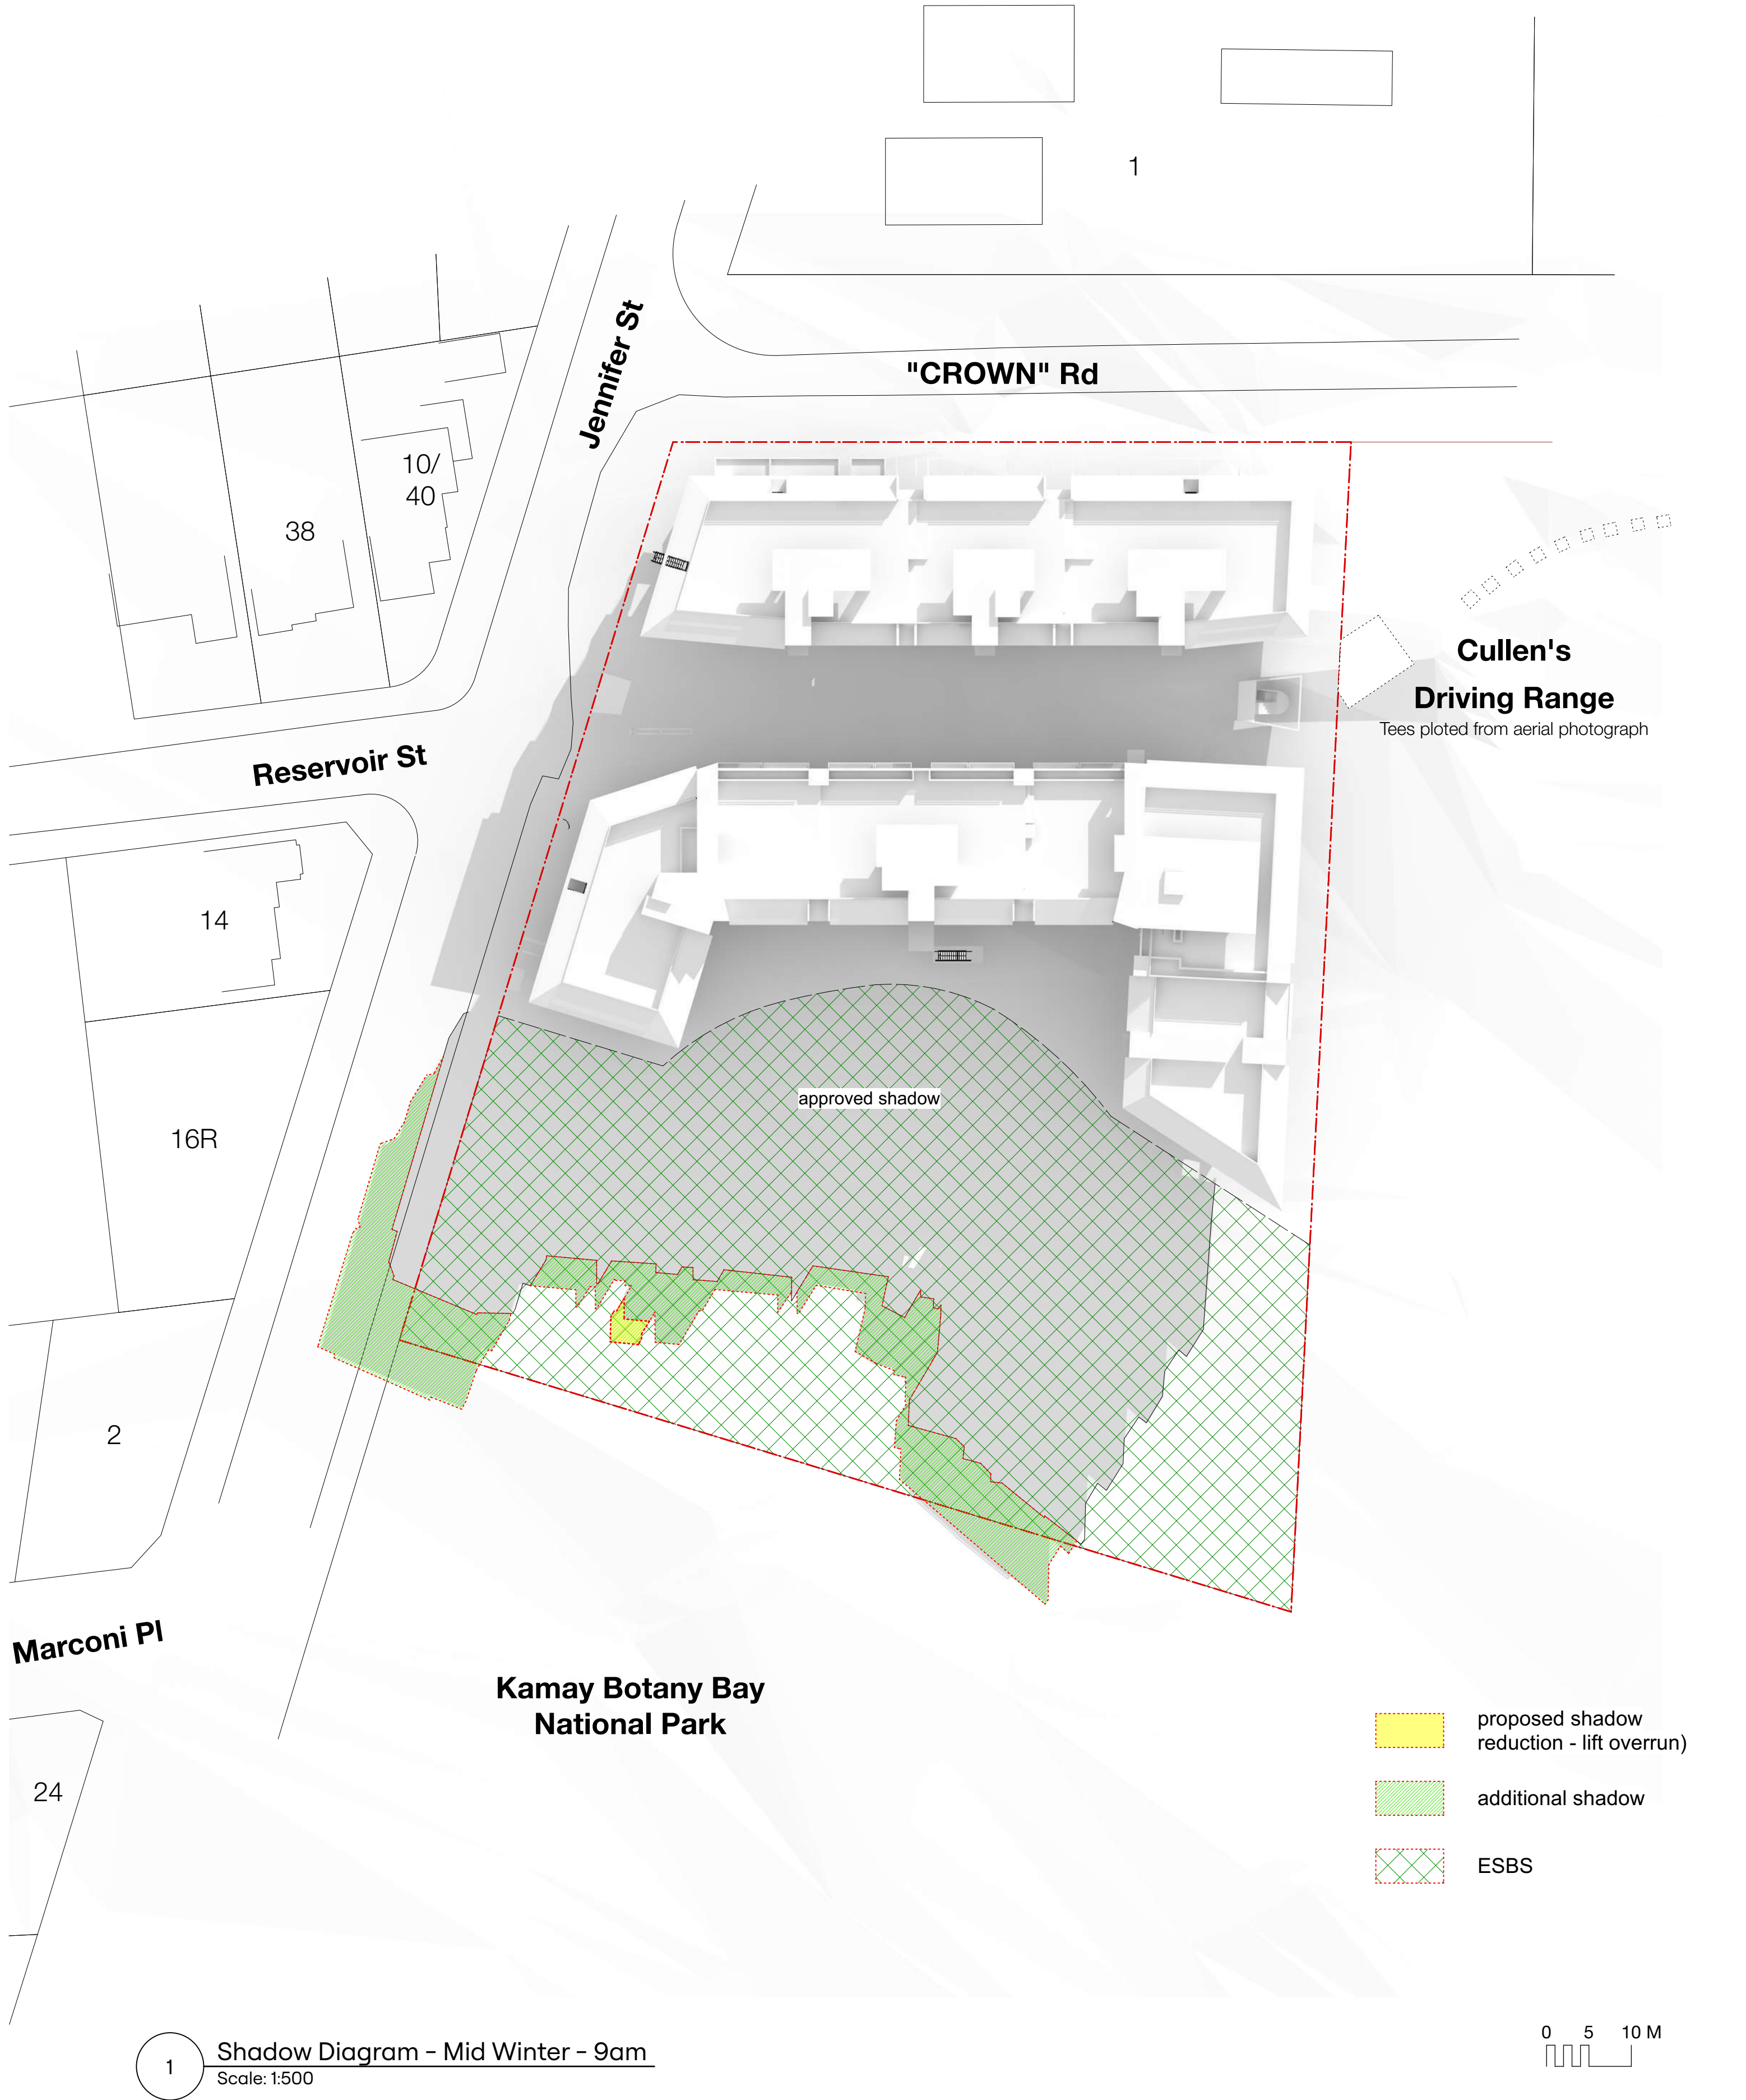 1
Jennifer St
"CROWN" Rd
10/
40
38
Cullen's
Driving Range
Tees ploted from aerial photograph
Reservoir St
14
approved shadow
16R
2
Marconi Pl
Kamay Botany Bay
National Park
24
proposed shadow
reduction - lift overrun)
additional shadow
ESBS
0 5 10 M
1
Shadow Diagram - Mid Winter - 9am
Scale: 1:500